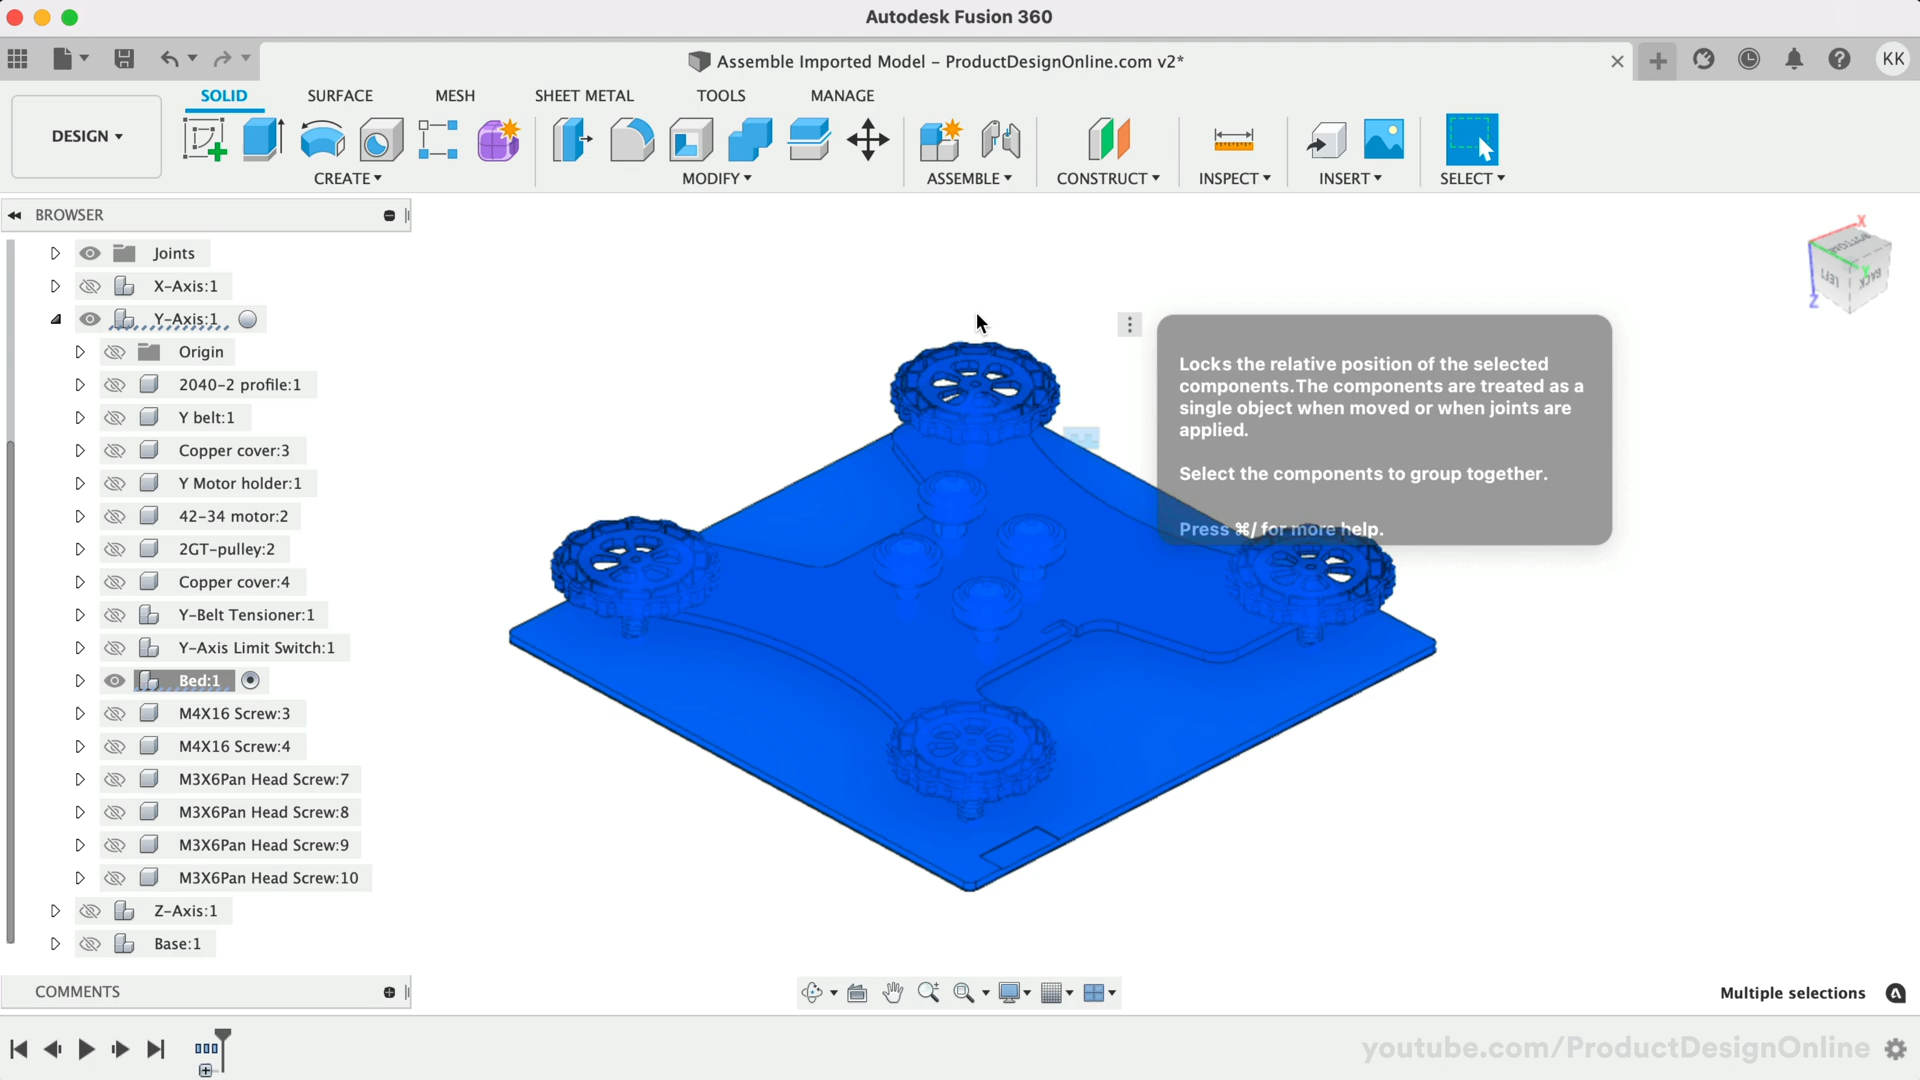 Autodesk Fusion 360
Assemble Imported Model – ProductDesignOnline.com v2*
KK
SOLID
SURFACE
MESH
SHEET METAL
TOOLS
MANAGE
DESIGN
CREATE
MODIFY
ASSEMBLE
CONSTRUCT
INSPECT
INSERT
SELECT
BROWSER
Joints
X-Axis:1
Y-Axis:1
Origin
2040-2 profile:1
Y belt:1
Copper cover:3
Y Motor holder:1
42-34 motor:2
2GT-pulley:2
Copper cover:4
Y-Belt Tensioner:1
Y-Axis Limit Switch:1
Bed:1
M4X16 Screw:3
M4X16 Screw:4
M3X6Pan Head Screw:7
M3X6Pan Head Screw:8
M3X6Pan Head Screw:9
M3X6Pan Head Screw:10
Z-Axis:1
Base:1
X
BOTTOM
Y
LEFT
BACK
Z
Locks the relative position of the selected
components.The components are treated as a
single object when moved or when joints are
applied.
Select the components to group together.
Press ⌘/ for more help.
COMMENTS
Multiple selections
youtube.com/ProductDesignOnline